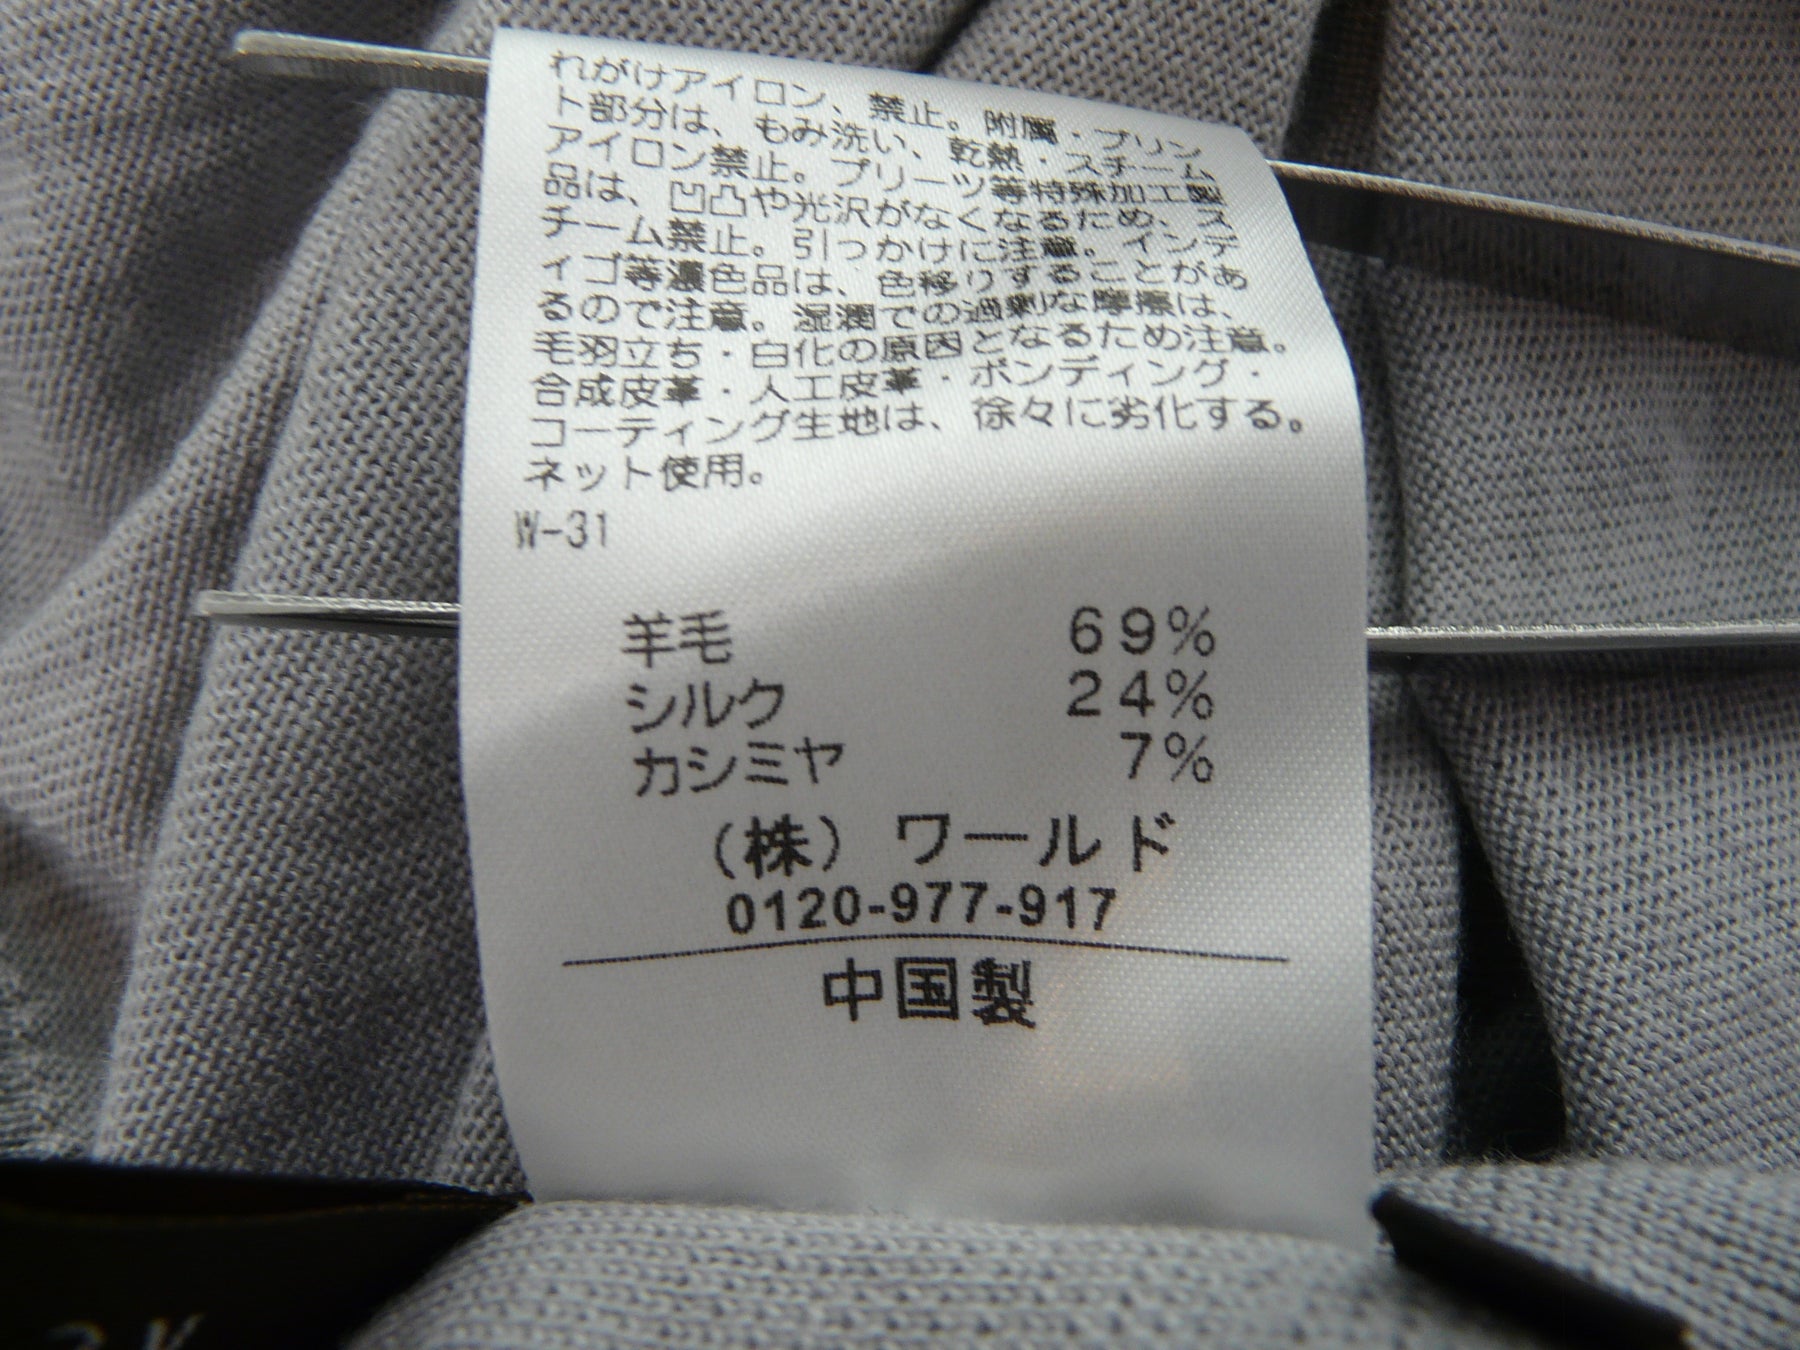 れがけアイロン、禁止。附属・プリン
ト部分は、もみ洗い、乾熱・スチーム
アイロン禁止。プリーツ等特殊加工製
品は、凹凸や光沢がなくなるため、ス
チーム禁止。引っかけに注意。インデ
ィゴ等濃色品は、色移りすることがあ
るので注意。湿潤での過剰な摩擦は、
毛羽立ち・白化の原因となるため注意。
合成皮革・人工皮革・ボンディング・
コーティング生地は、徐々に劣化する。
ネット使用。
W-31
羊毛 69%
シルク 24%
カシミヤ 7%
(株) ワールド
0120-977-917
中国製